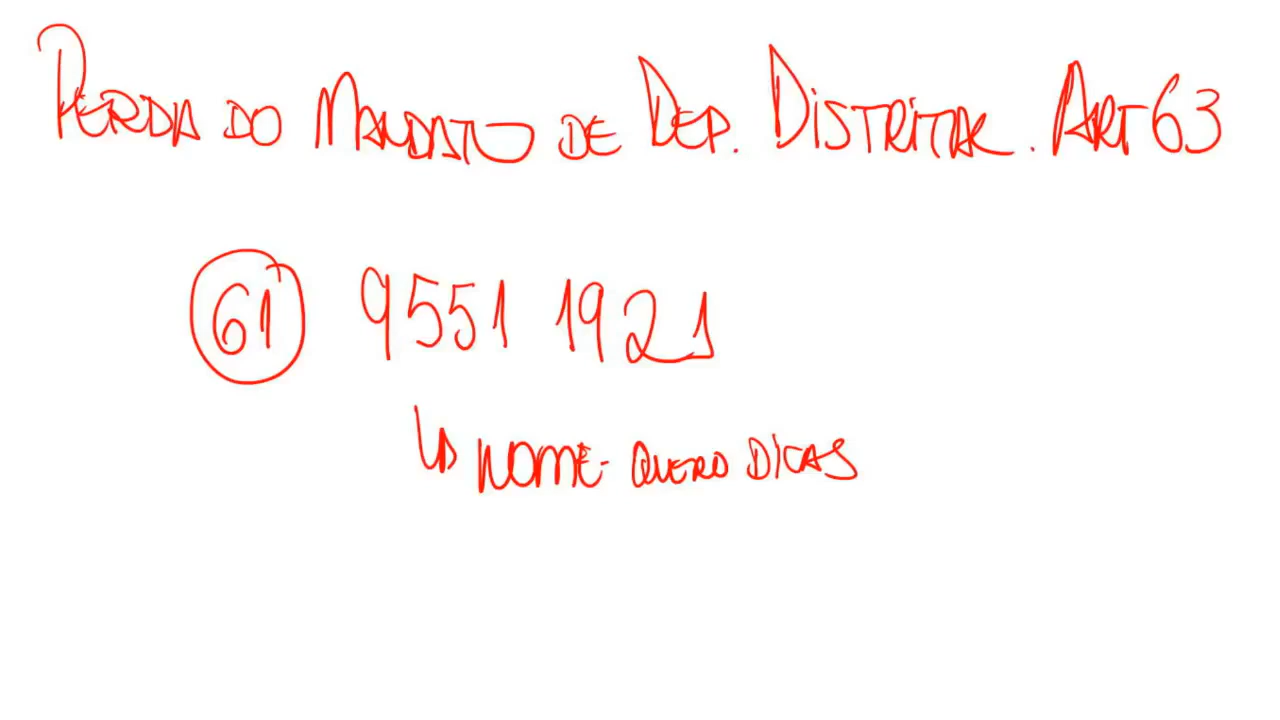 PERDA DO MANDATO DE DEP. DISTRITAL. ART 63
61 9551 1921
↳ NOME - QUERO DICAS